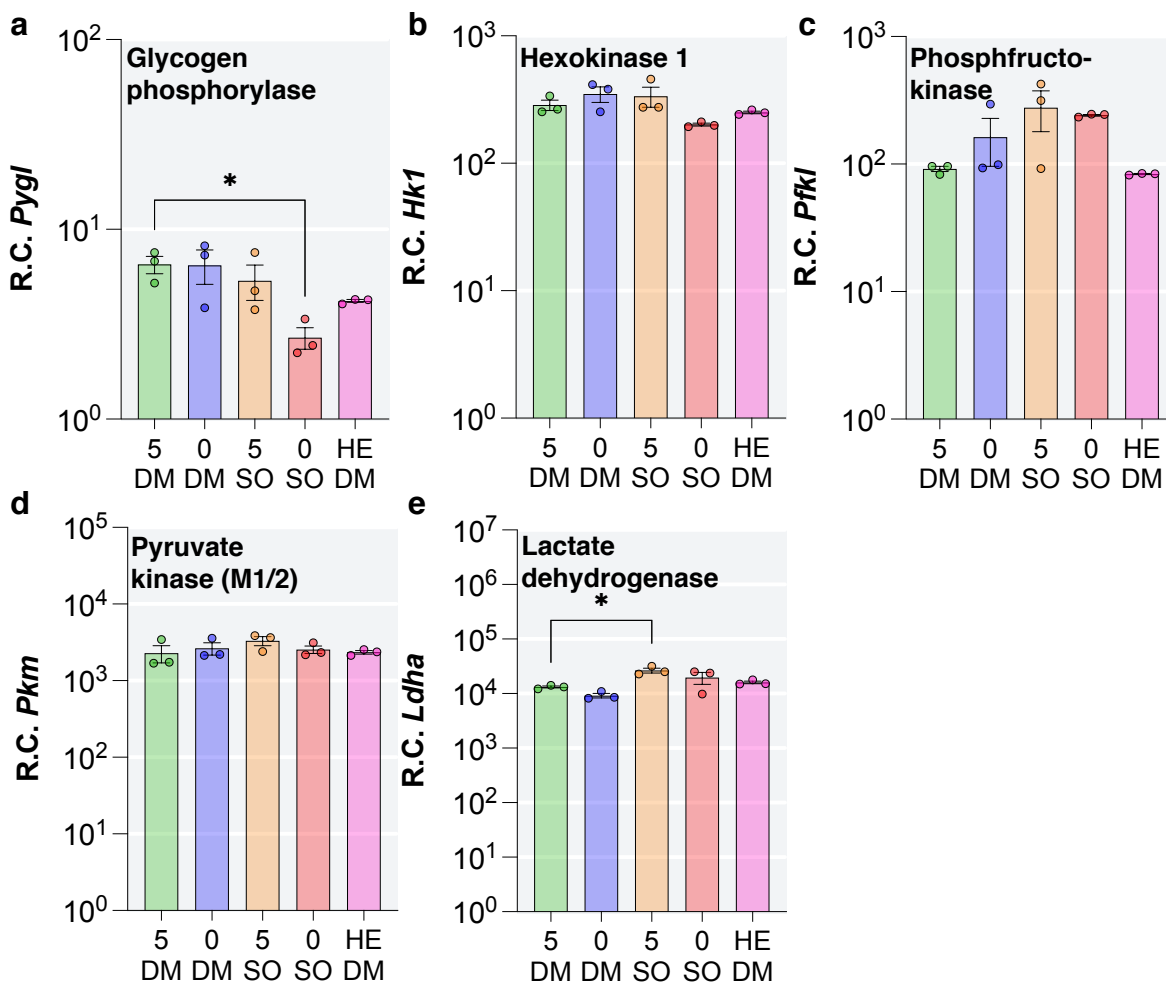 a
Glycogen
phosphorylase
R.C. Pygl
10²
10¹
10⁰
*
5 0 5 0 HE
DM DM SO SO DM
b
Hexokinase 1
R.C. Hk1
10³
10²
10¹
10⁰
5 0 5 0 HE
DM DM SO SO DM
c
Phosphfructo-
kinase
R.C. Pfkl
10³
10²
10¹
10⁰
5 0 5 0 HE
DM DM SO SO DM
d
Pyruvate
kinase (M1/2)
R.C. Pkm
10⁵
10⁴
10³
10²
10¹
10⁰
5 0 5 0 HE
DM DM SO SO DM
e
Lactate
dehydrogenase
R.C. Ldha
10⁷
10⁶
10⁵
10⁴
10³
10²
10¹
10⁰
*
5 0 5 0 HE
DM DM SO SO DM